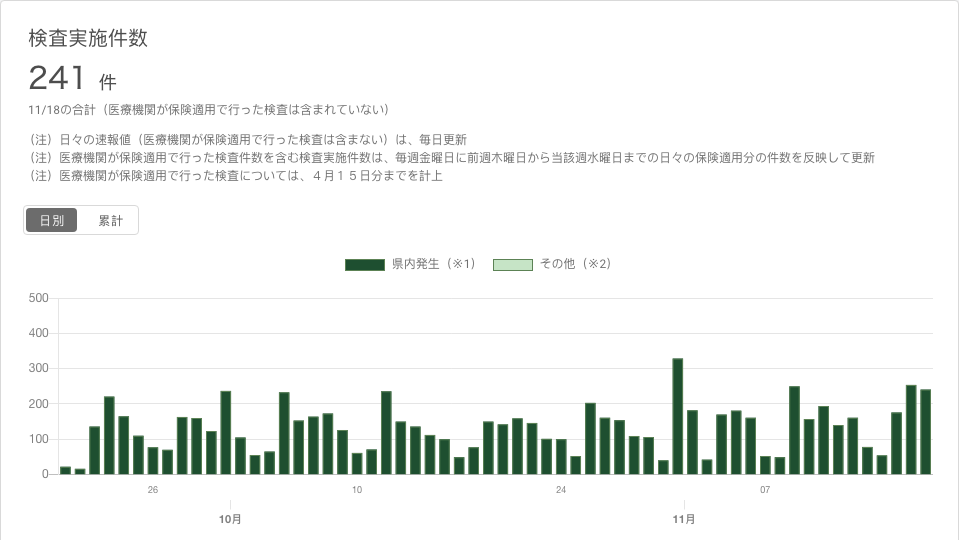 検査実施件数
241 件
11/18の合計（医療機関が保険適用で行った検査は含まれていない）
（注）日々の速報値（医療機関が保険適用で行った検査は含まない）は、毎日更新
（注）医療機関が保険適用で行った検査件数を含む検査実施件数は、毎週金曜日に前週木曜日から当該週水曜日までの日々の保険適用分の件数を反映して更新
（注）医療機関が保険適用で行った検査については、４月１５日分までを計上
日別 累計
県内発生（※1） その他（※2）
500
400
300
200
100
0
26 10 24 07
10月 11月